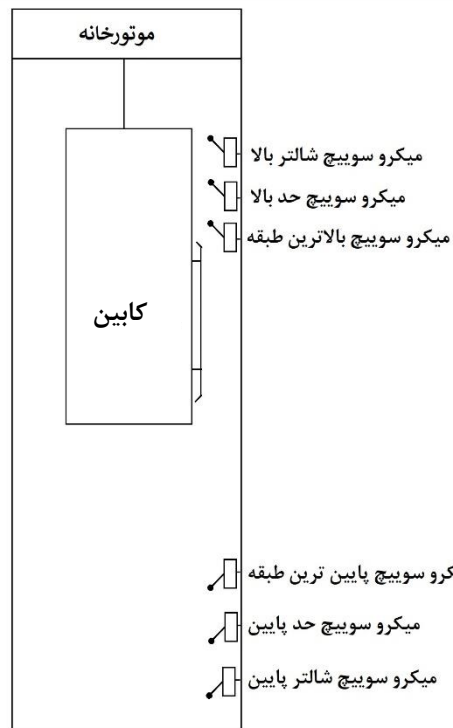 موتورخانه
میکرو سوییچ شالتر بالا
میکرو سوییچ حد بالا
میکرو سوییچ بالاترین طبقه
کابین
کرو سوییچ پایین ترین طبقه
میکرو سوییچ حد پایین
میکرو سوییچ شالتر پایین